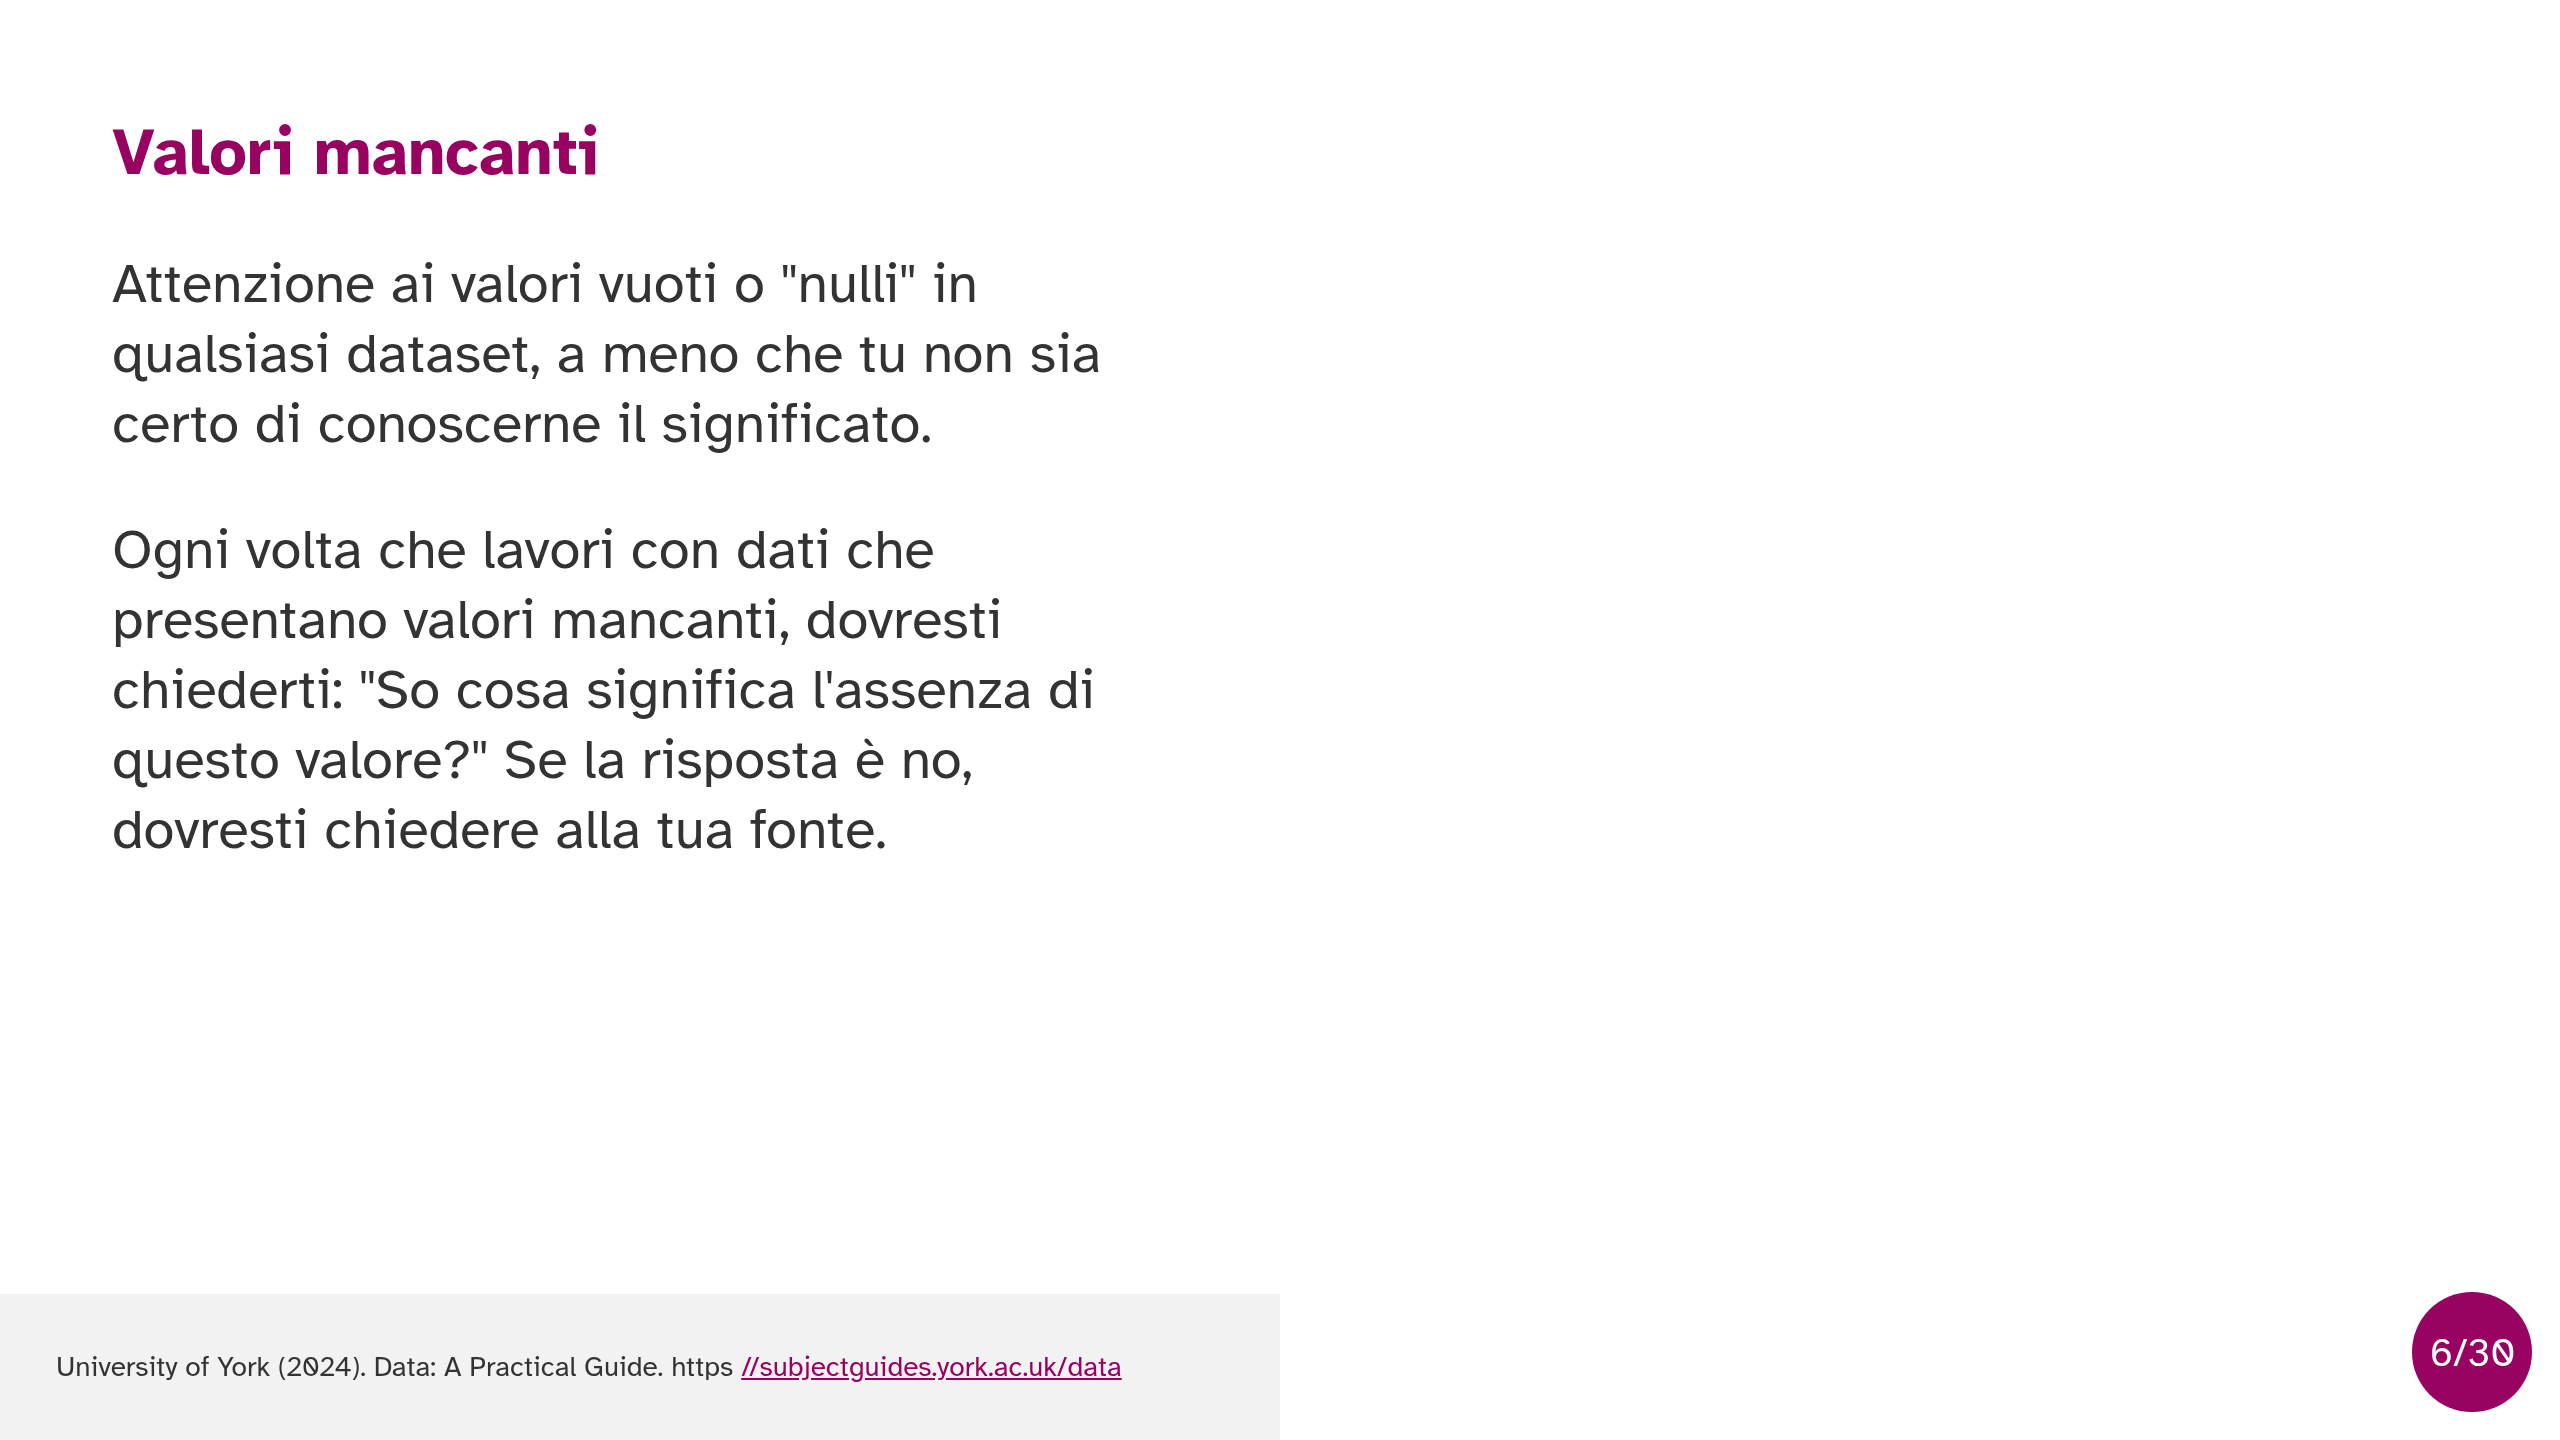 Valori mancanti
Attenzione ai valori vuoti o "nulli" in
qualsiasi dataset, a meno che tu non sia
certo di conoscerne il significato.
Ogni volta che lavori con dati che
presentano valori mancanti, dovresti
chiederti: "So cosa significa l'assenza di
questo valore?" Se la risposta è no,
dovresti chiedere alla tua fonte.
University of York (2024). Data: A Practical Guide. https //subjectguides.york.ac.uk/data
6/30